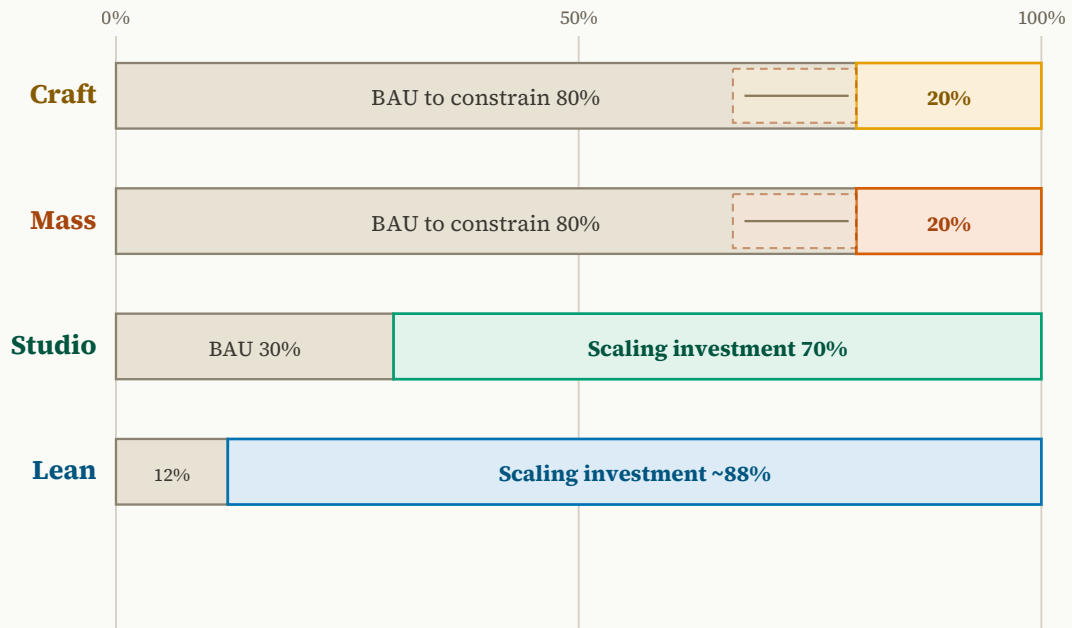 0% 50% 100%
Craft BAU to constrain 80% 20%
Mass BAU to constrain 80% 20%
Studio BAU 30% Scaling investment 70%
Lean 12% Scaling investment ~88%